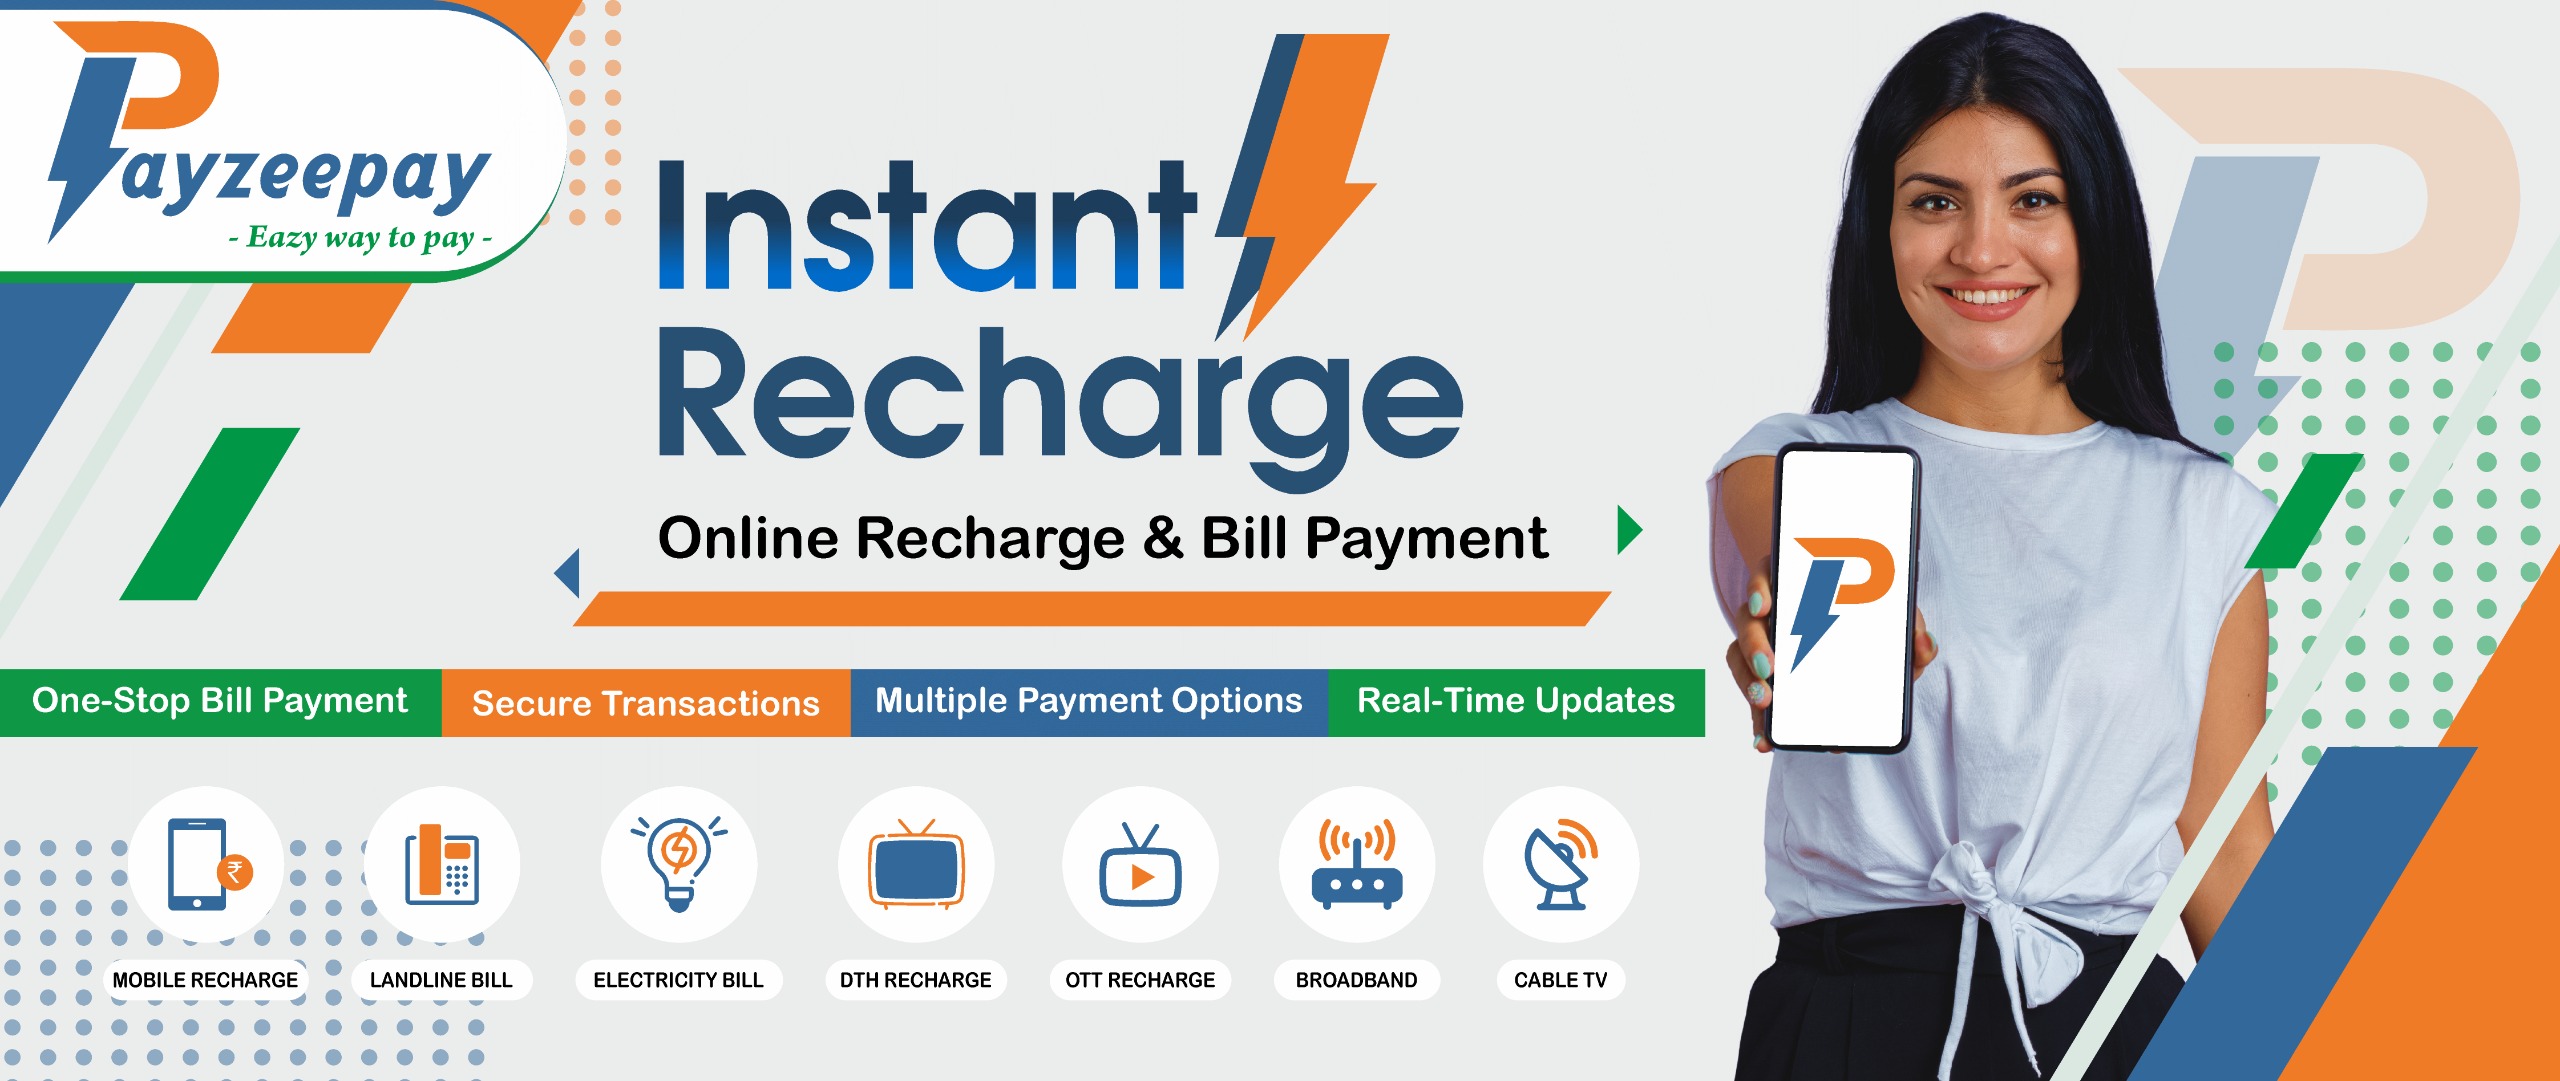 Payzeepay
- Eazy way to pay -
Instant
Recharge
Online Recharge & Bill Payment
One-Stop Bill Payment
Secure Transactions
Multiple Payment Options
Real-Time Updates
₹
MOBILE RECHARGE
LANDLINE BILL
ELECTRICITY BILL
DTH RECHARGE
OTT RECHARGE
BROADBAND
CABLE TV
P
P